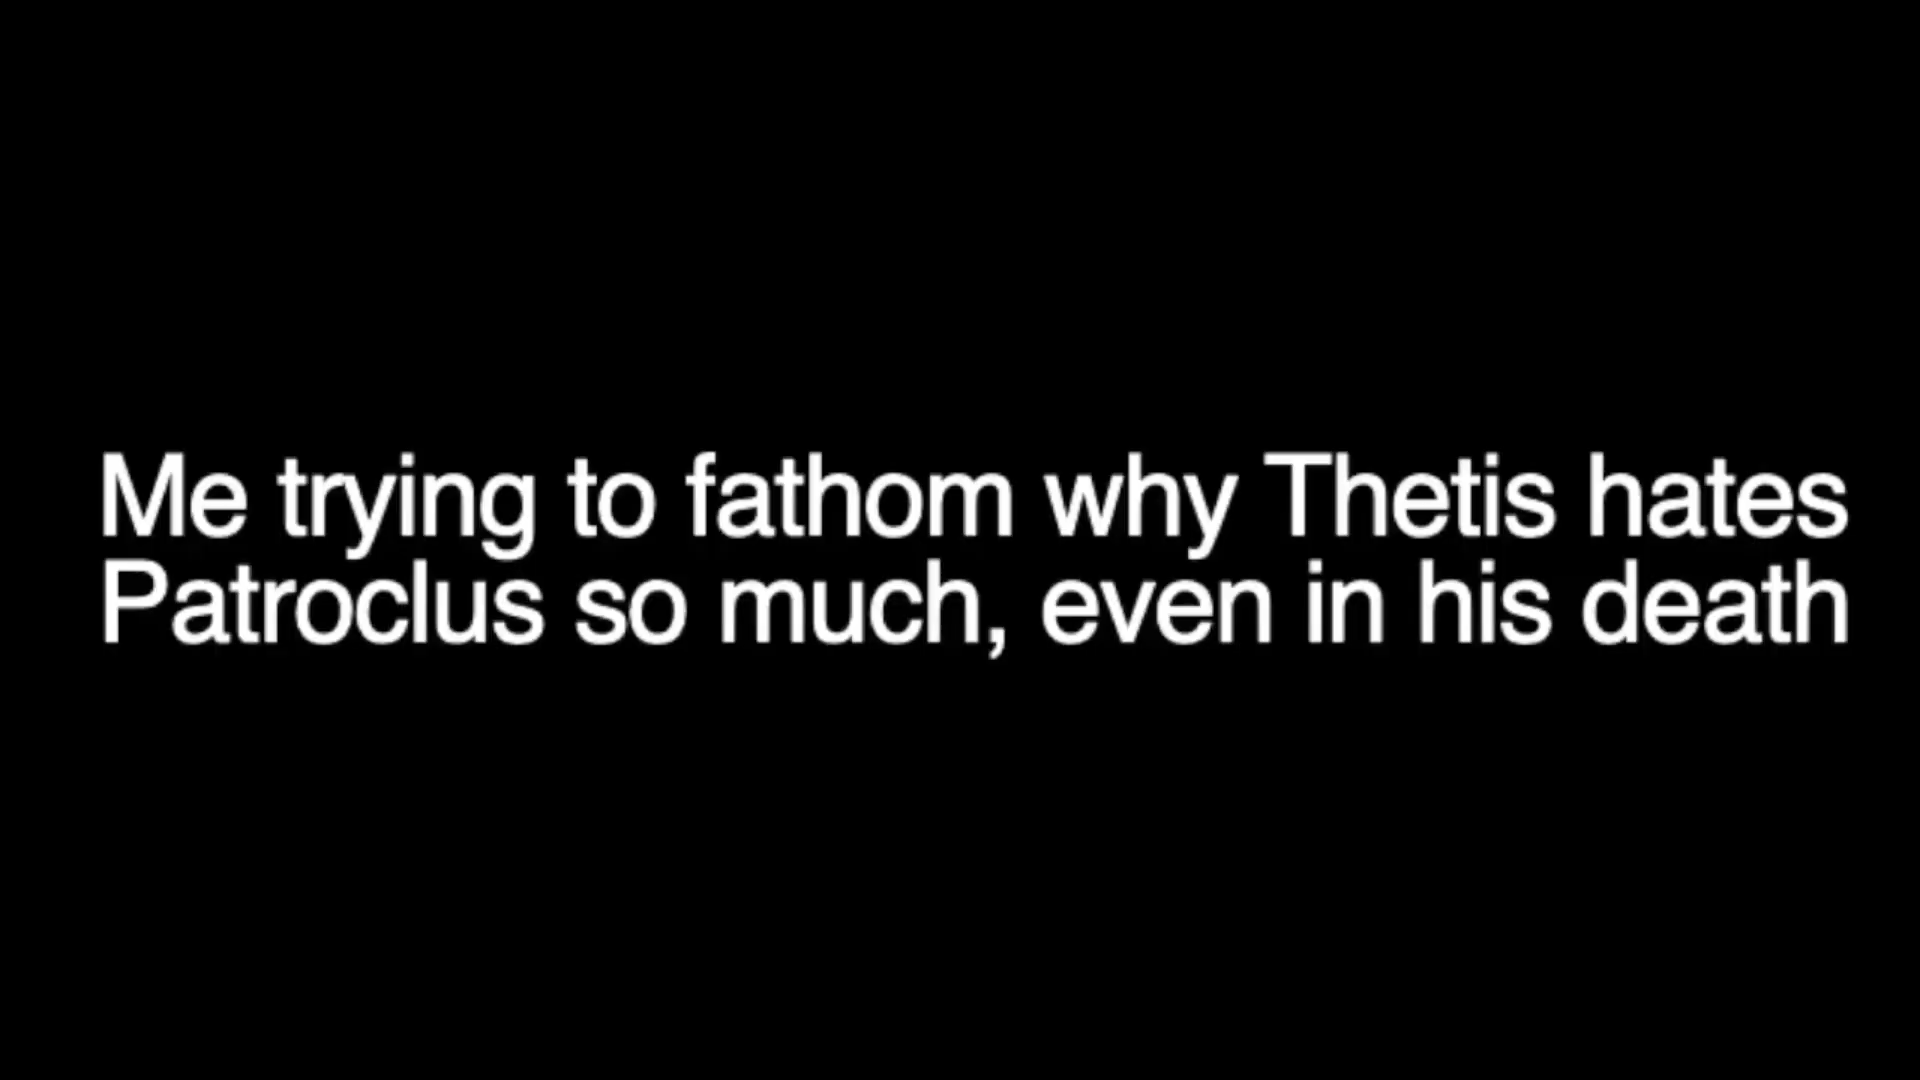 Me trying to fathom why Thetis hates
Patroclus so much, even in his death